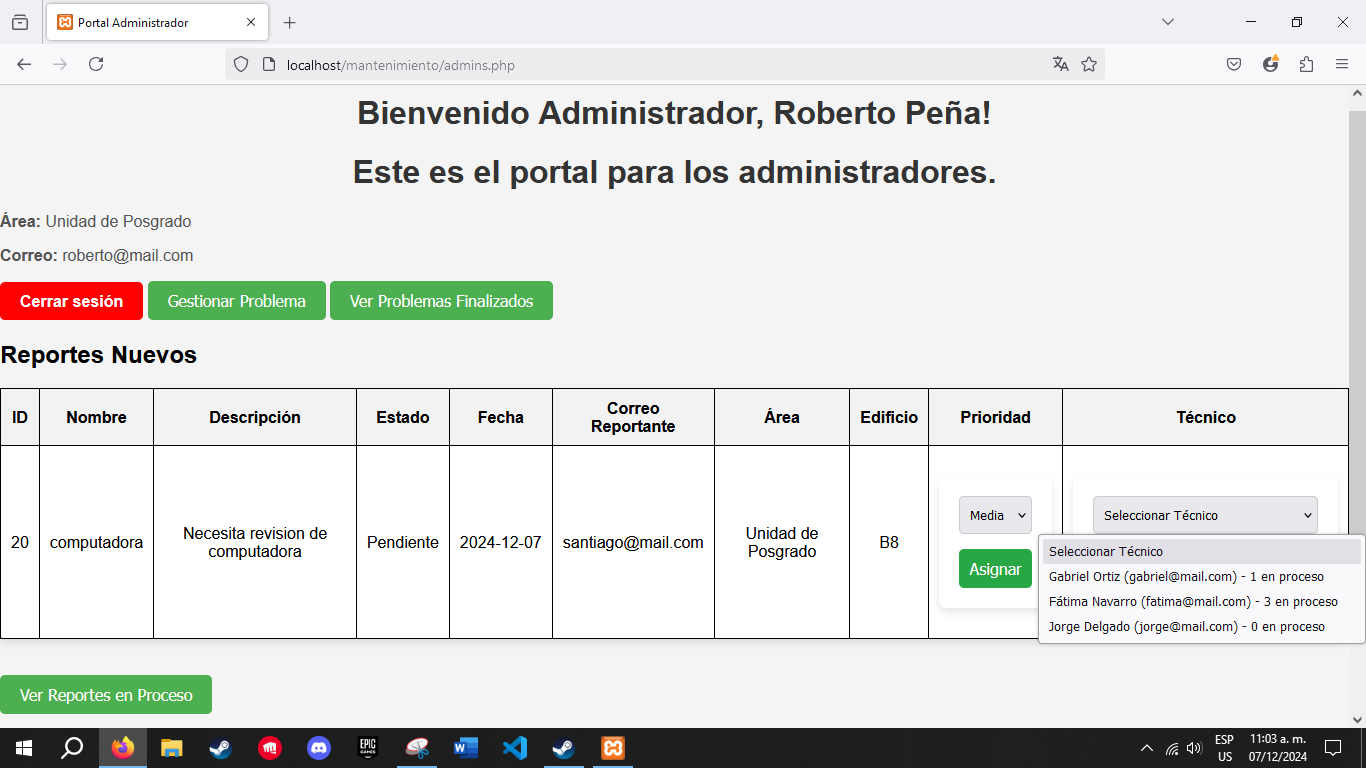 Portal Administrador
localhost/mantenimiento/admins.php
Bienvenido Administrador, Roberto Peña!
Este es el portal para los administradores.
Área: Unidad de Posgrado
Correo: roberto@mail.com
Cerrar sesión
Gestionar Problema
Ver Problemas Finalizados
Reportes Nuevos
ID
Nombre
Descripción
Estado
Fecha
Correo
Reportante
Área
Edificio
Prioridad
Técnico
20
computadora
Necesita revision de
computadora
Pendiente
2024-12-07
santiago@mail.com
Unidad de
Posgrado
B8
Media
Asignar
Seleccionar Técnico
Seleccionar Técnico
Gabriel Ortiz (gabriel@mail.com) - 1 en proceso
Fátima Navarro (fatima@mail.com) - 3 en proceso
Jorge Delgado (jorge@mail.com) - 0 en proceso
Ver Reportes en Proceso
EPIC
GAMES
ESP
US
11:03 a. m.
07/12/2024